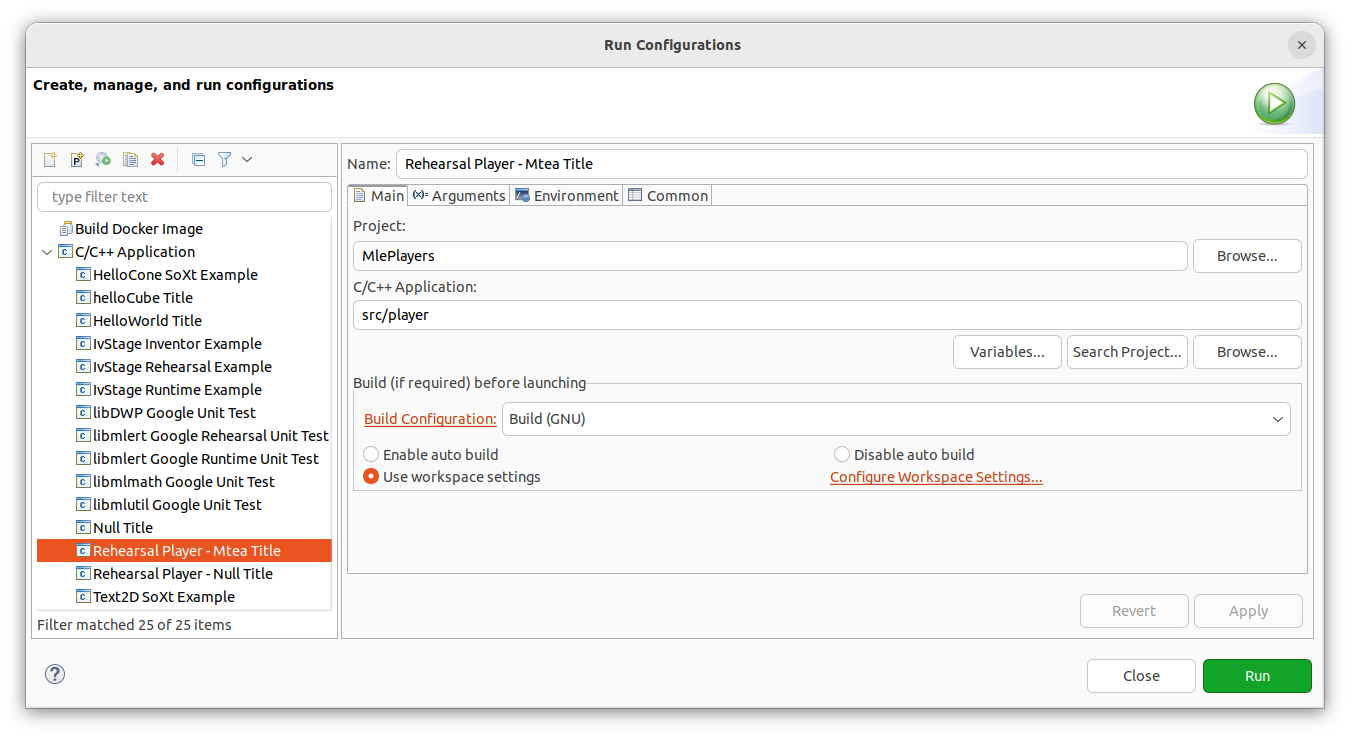 Run Configurations
Create, manage, and run configurations
type filter text
Build Docker Image
C/C++ Application
HelloCone SoXt Example
helloCube Title
HelloWorld Title
IvStage Inventor Example
IvStage Rehearsal Example
IvStage Runtime Example
libDWP Google Unit Test
libmlert Google Rehearsal Unit Test
libmlert Google Runtime Unit Test
libmlmath Google Unit Test
libmlutil Google Unit Test
Null Title
Rehearsal Player - Mtea Title
Rehearsal Player - Null Title
Text2D SoXt Example
Filter matched 25 of 25 items
Name: Rehearsal Player - Mtea Title
Main (x)= Arguments Environment Common
Project:
MlePlayers Browse...
C/C++ Application:
src/player
Variables... Search Project... Browse...
Build (if required) before launching
Build Configuration: Build (GNU)
Enable auto build Disable auto build
Use workspace settings Configure Workspace Settings...
Revert Apply
? Close Run